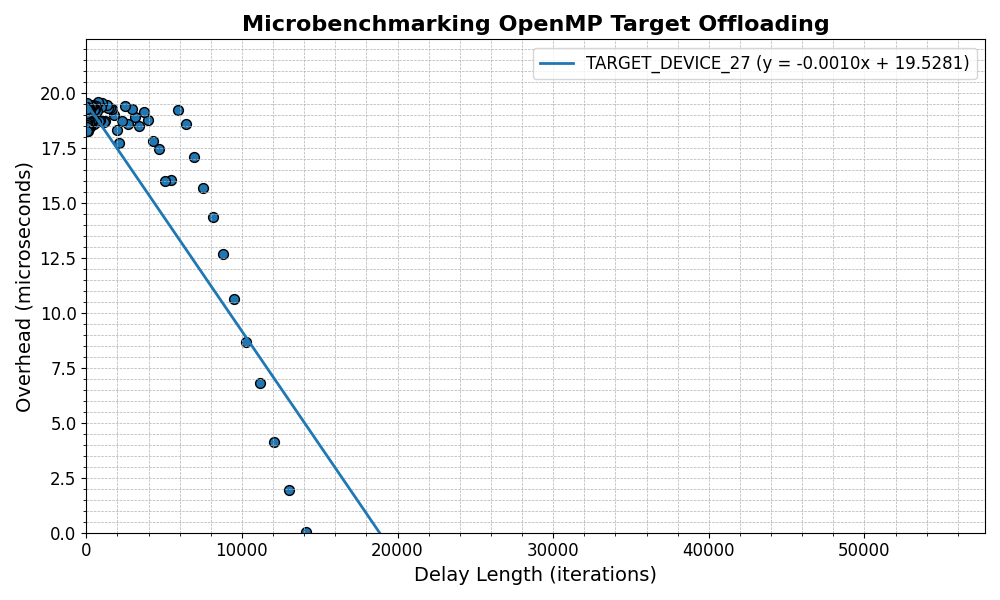 Microbenchmarking OpenMP Target Offloading
TARGET_DEVICE_27 (y = -0.0010x + 19.5281)
Overhead (microseconds)
20.0
17.5
15.0
12.5
10.0
7.5
5.0
2.5
0.0
0 10000 20000 30000 40000 50000
Delay Length (iterations)